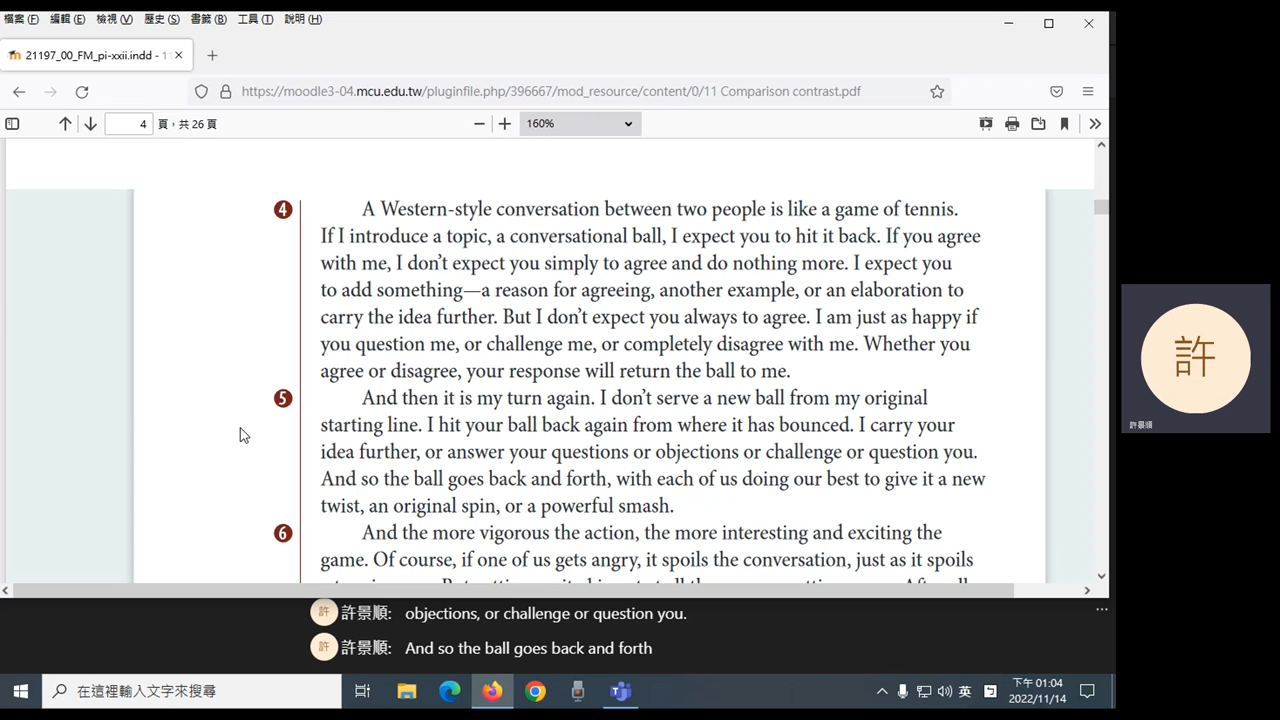 檔案(F) 編輯(E) 檢視(V) 歷史(S) 書籤(B) 工具(T) 說明(H)
21197_00_FM_pi-xxii.indd - 11
https://moodle3-04.mcu.edu.tw/pluginfile.php/396667/mod_resource/content/0/11 Comparison contrast.pdf
4 頁，共 26 頁 160%
4 A Western-style conversation between two people is like a game of tennis.
If I introduce a topic, a conversational ball, I expect you to hit it back. If you agree
with me, I don't expect you simply to agree and do nothing more. I expect you
to add something—a reason for agreeing, another example, or an elaboration to
carry the idea further. But I don't expect you always to agree. I am just as happy if
you question me, or challenge me, or completely disagree with me. Whether you
agree or disagree, your response will return the ball to me.
5 And then it is my turn again. I don't serve a new ball from my original
starting line. I hit your ball back again from where it has bounced. I carry your
idea further, or answer your questions or objections or challenge or question you.
And so the ball goes back and forth, with each of us doing our best to give it a new
twist, an original spin, or a powerful smash.
6 And the more vigorous the action, the more interesting and exciting the
game. Of course, if one of us gets angry, it spoils the conversation, just as it spoils
許
許景順
許 許景順: objections, or challenge or question you.
許 許景順: And so the ball goes back and forth
在這裡輸入文字來搜尋
英
下午 01:04
2022/11/14